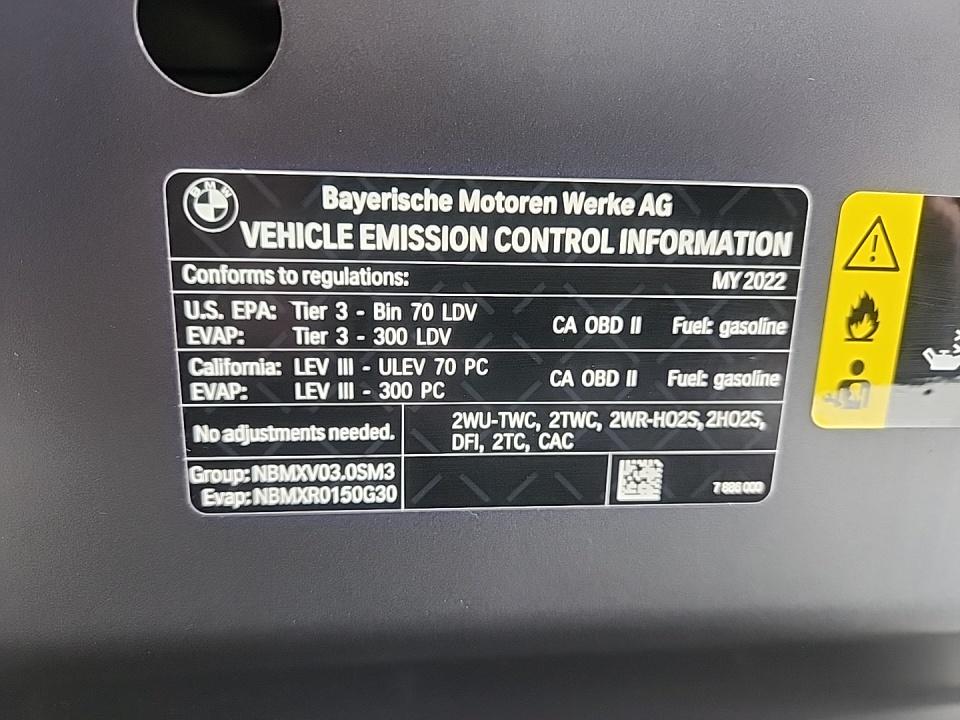 BMW
Bayerische Motoren Werke AG
VEHICLE EMISSION CONTROL INFORMATION
Conforms to regulations: MY 2022
U.S. EPA: Tier 3 - Bin 70 LDV
EVAP: Tier 3 - 300 LDV
CA OBD II Fuel: gasoline
California: LEV III - ULEV 70 PC
EVAP: LEV III - 300 PC
CA OBD II Fuel: gasoline
No adjustments needed.
2WU-TWC, 2TWC, 2WR-HO2S, 2HO2S,
DFI, 2TC, CAC
Group: NBMXV03.0SM3
Evap: NBMXR0150G30
7 886 000